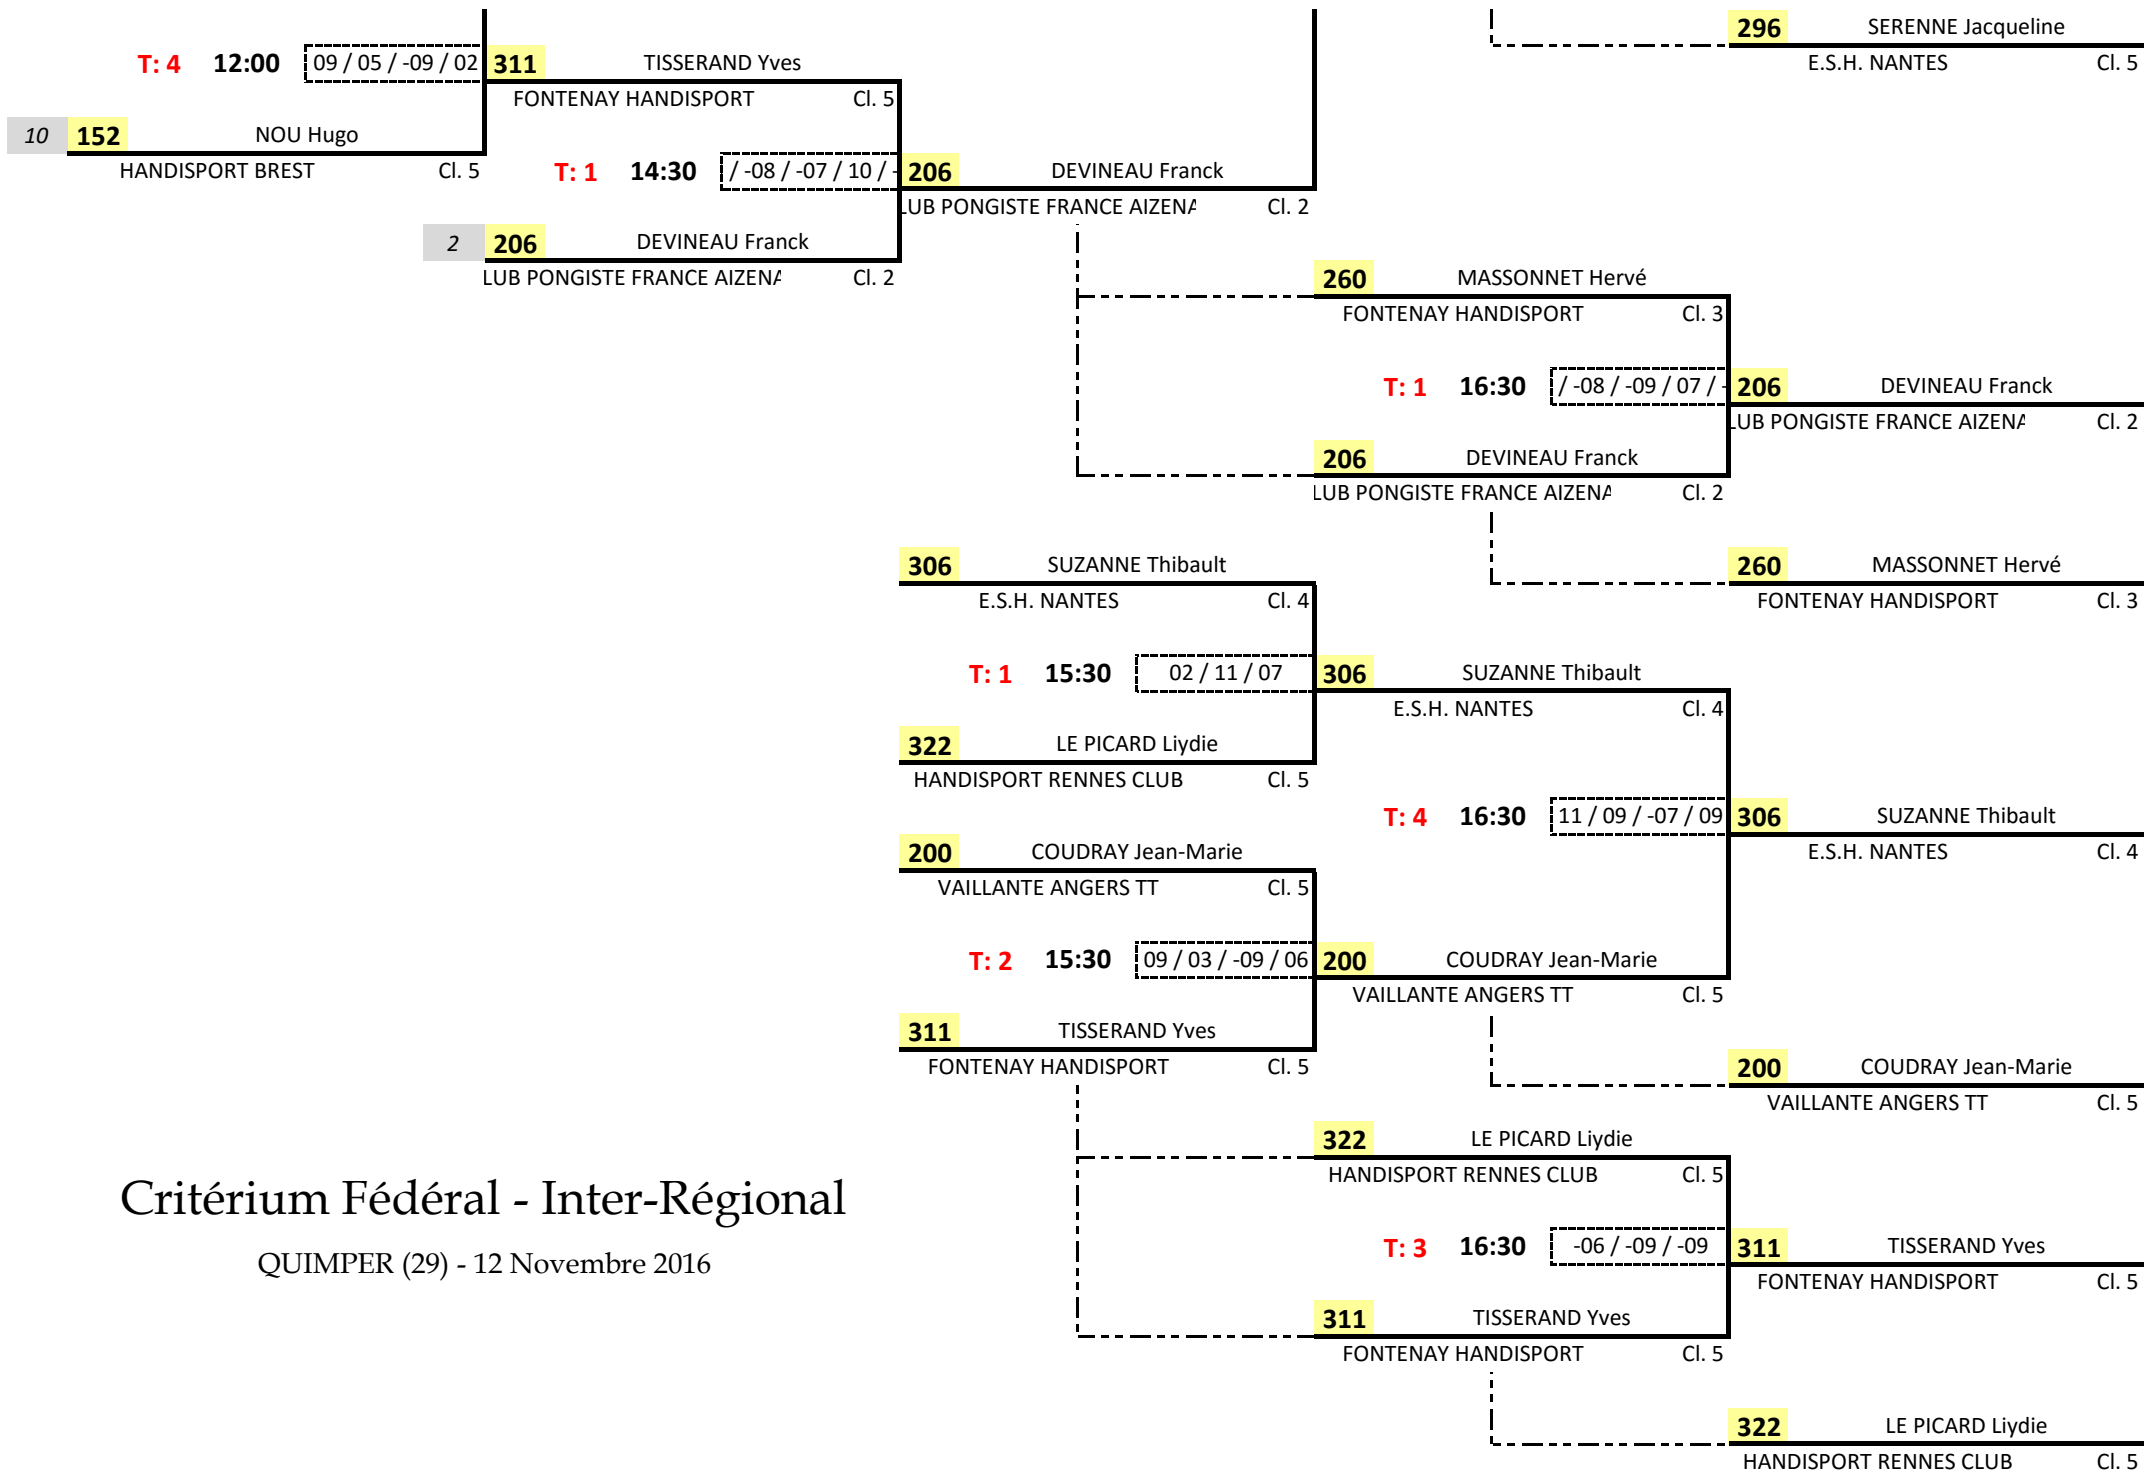 296 SERENNE Jacqueline
E.S.H. NANTES Cl. 5
T: 4 12:00 09 / 05 / -09 / 02 311 TISSERAND Yves
FONTENAY HANDISPORT Cl. 5
10 152 NOU Hugo
HANDISPORT BREST Cl. 5
T: 1 14:30 / -08 / -07 / 10 / - 206 DEVINEAU Franck
LUB PONGISTE FRANCE AIZENA Cl. 2
2 206 DEVINEAU Franck
LUB PONGISTE FRANCE AIZENA Cl. 2
260 MASSONNET Hervé
FONTENAY HANDISPORT Cl. 3
T: 1 16:30 / -08 / -09 / 07 / - 206 DEVINEAU Franck
LUB PONGISTE FRANCE AIZENA Cl. 2
206 DEVINEAU Franck
LUB PONGISTE FRANCE AIZENA Cl. 2
306 SUZANNE Thibault
E.S.H. NANTES Cl. 4
260 MASSONNET Hervé
FONTENAY HANDISPORT Cl. 3
T: 1 15:30 02 / 11 / 07 306 SUZANNE Thibault
E.S.H. NANTES Cl. 4
322 LE PICARD Liydie
HANDISPORT RENNES CLUB Cl. 5
T: 4 16:30 11 / 09 / -07 / 09 306 SUZANNE Thibault
E.S.H. NANTES Cl. 4
200 COUDRAY Jean-Marie
VAILLANTE ANGERS TT Cl. 5
T: 2 15:30 09 / 03 / -09 / 06 200 COUDRAY Jean-Marie
VAILLANTE ANGERS TT Cl. 5
311 TISSERAND Yves
FONTENAY HANDISPORT Cl. 5
200 COUDRAY Jean-Marie
VAILLANTE ANGERS TT Cl. 5
322 LE PICARD Liydie
HANDISPORT RENNES CLUB Cl. 5
Critérium Fédéral - Inter-Régional
QUIMPER (29) - 12 Novembre 2016
T: 3 16:30 -06 / -09 / -09 311 TISSERAND Yves
FONTENAY HANDISPORT Cl. 5
311 TISSERAND Yves
FONTENAY HANDISPORT Cl. 5
322 LE PICARD Liydie
HANDISPORT RENNES CLUB Cl. 5